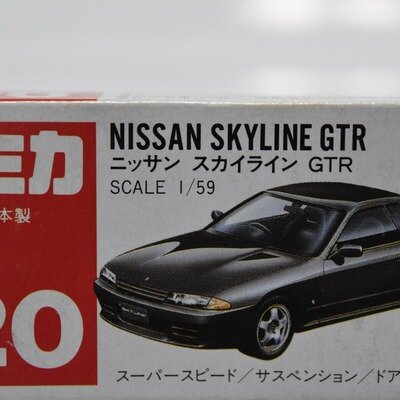 ミカ
本製
20
NISSAN SKYLINE GTR
ニッサン スカイライン GTR
SCALE 1/59
SKYLINE
スーパースピード/サスペンション/ドア